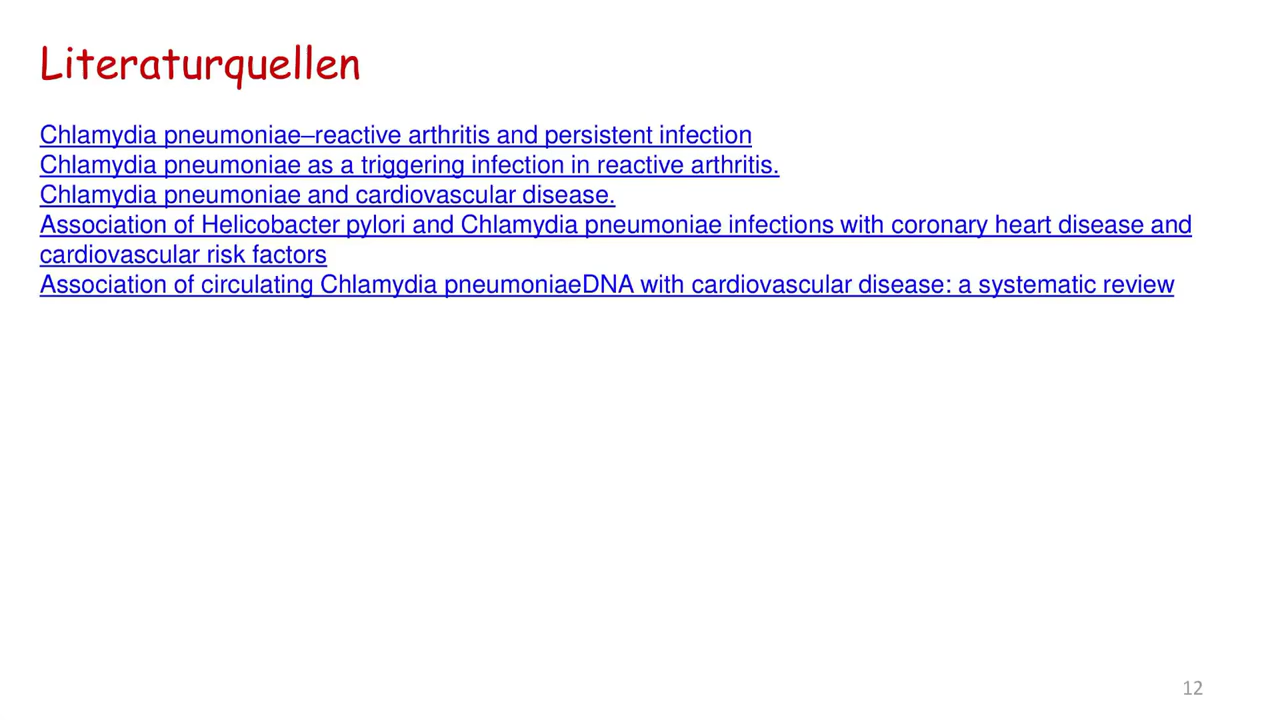 Literaturquellen
Chlamydia pneumoniae–reactive arthritis and persistent infection
Chlamydia pneumoniae as a triggering infection in reactive arthritis.
Chlamydia pneumoniae and cardiovascular disease.
Association of Helicobacter pylori and Chlamydia pneumoniae infections with coronary heart disease and
cardiovascular risk factors
Association of circulating Chlamydia pneumoniaeDNA with cardiovascular disease: a systematic review
12